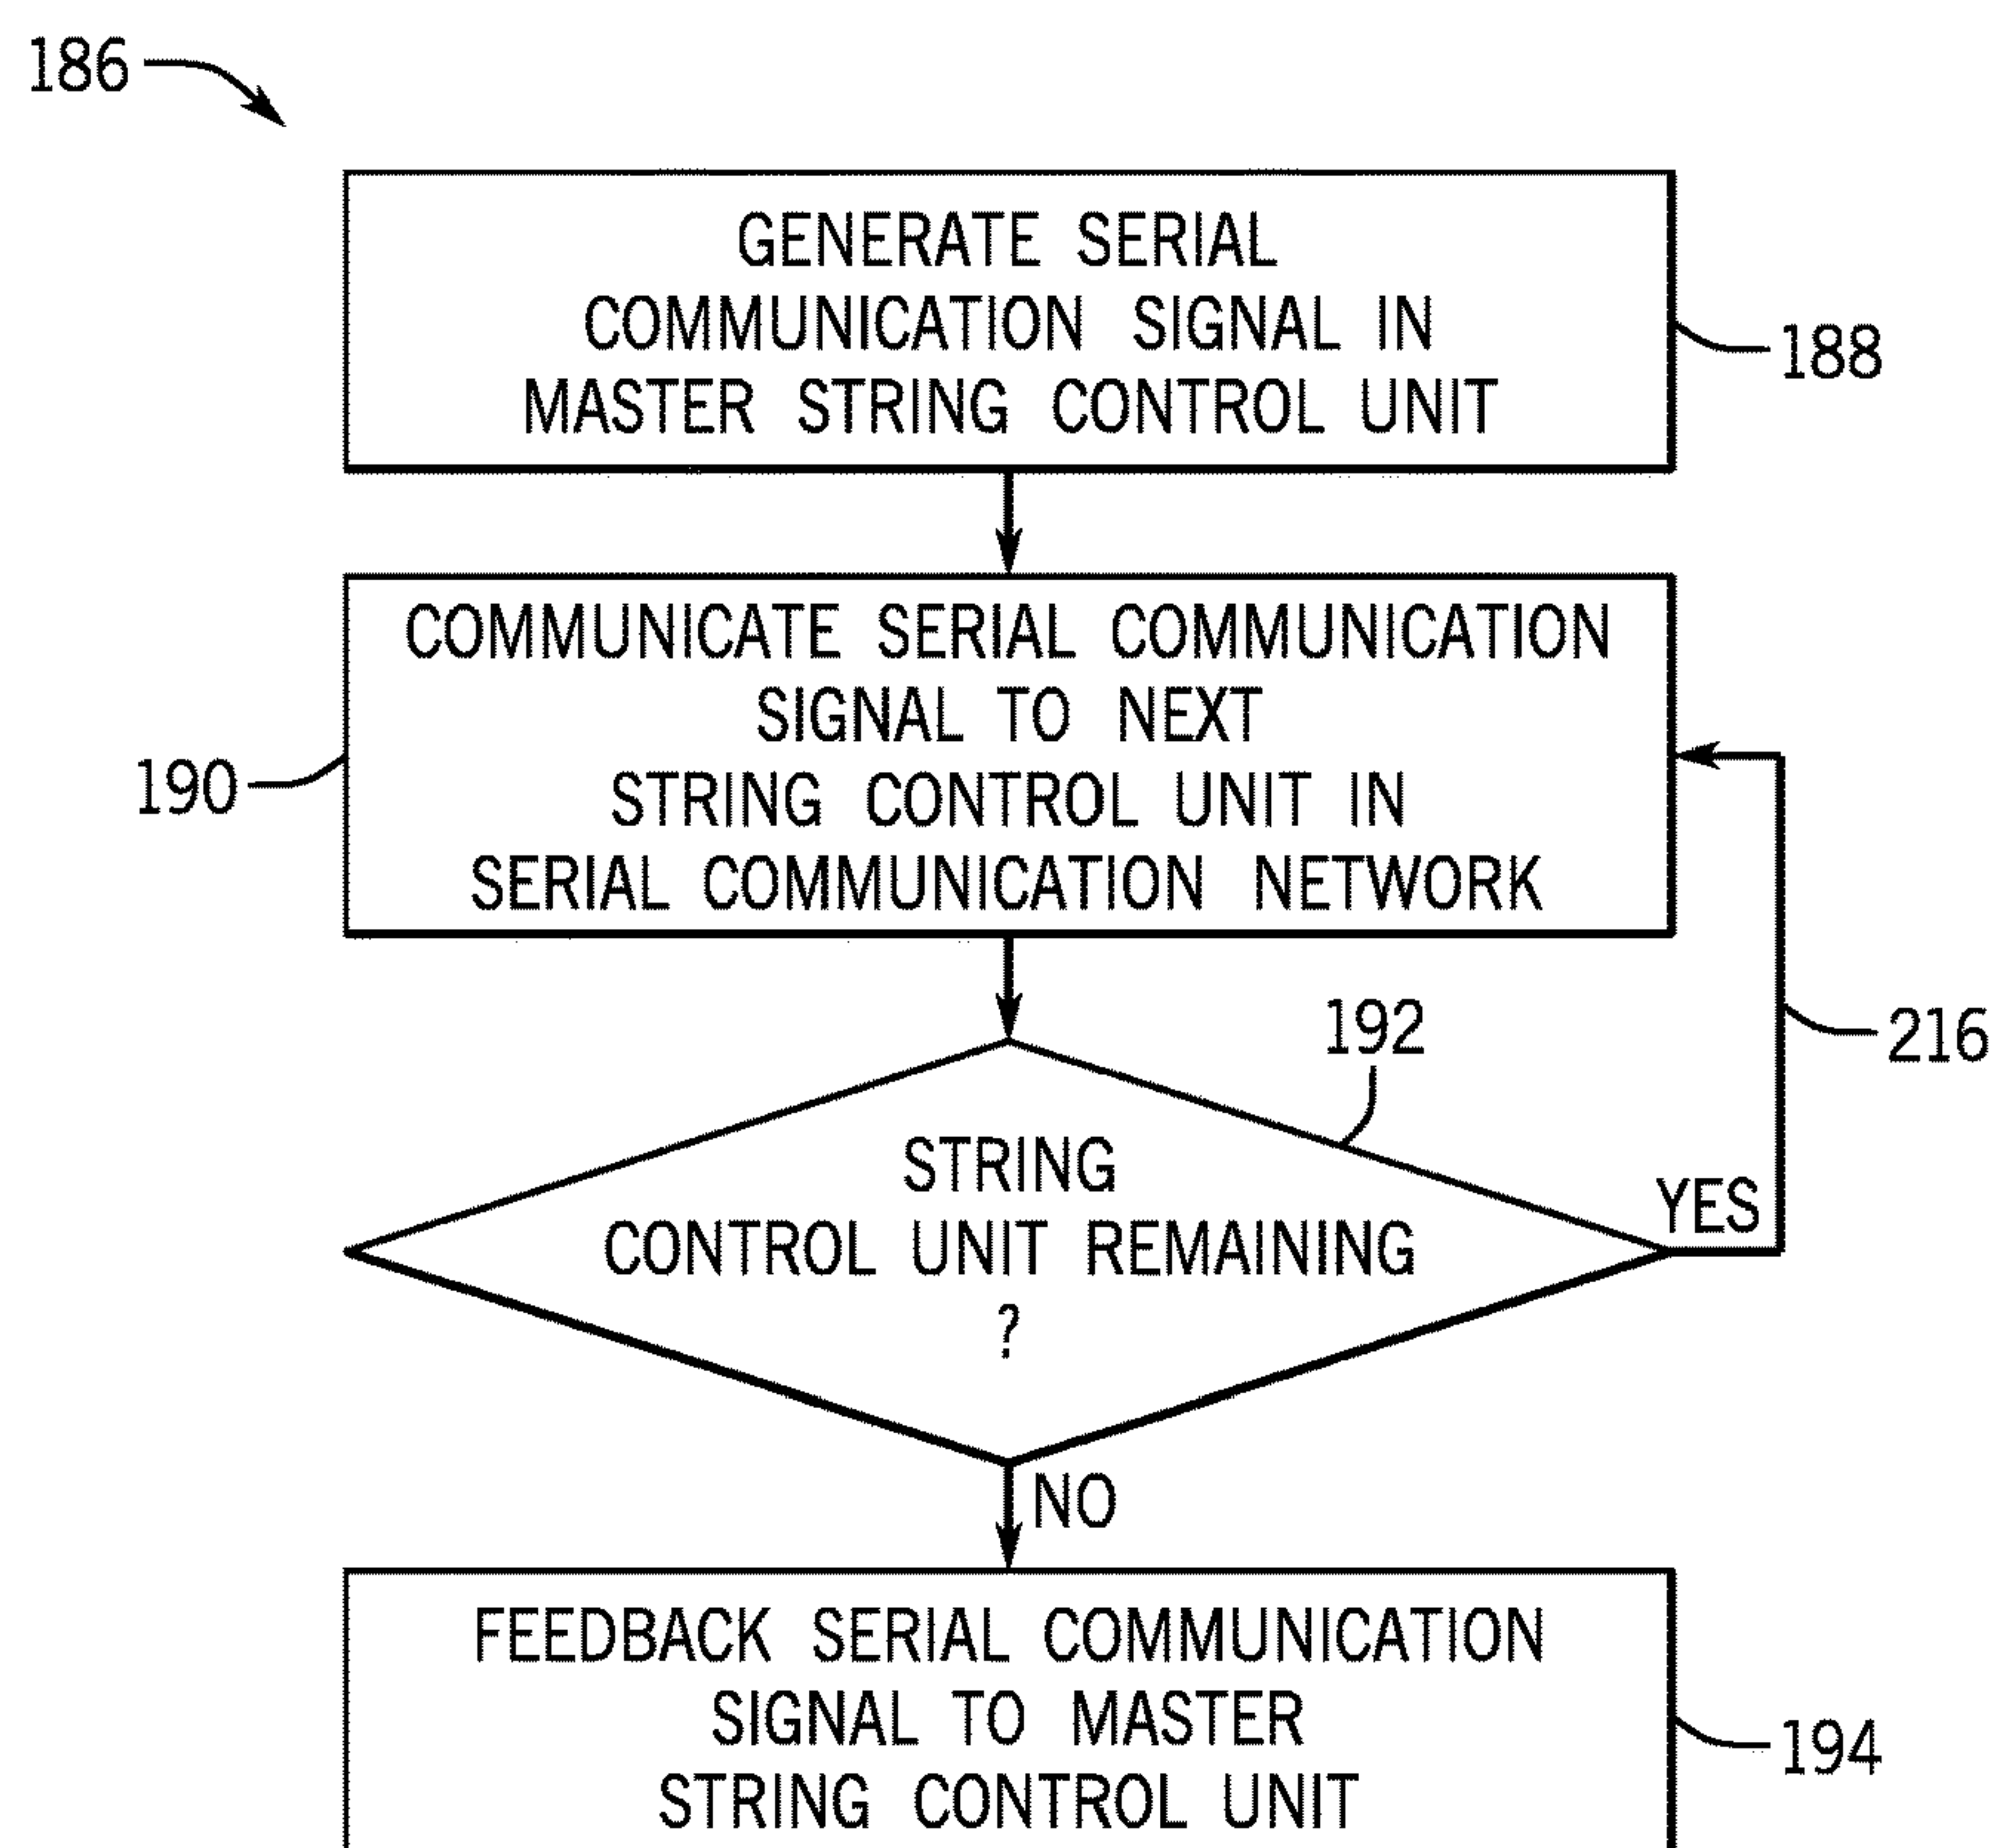 186
GENERATE SERIAL
COMMUNICATION SIGNAL IN
MASTER STRING CONTROL UNIT
188
COMMUNICATE SERIAL COMMUNICATION
SIGNAL TO NEXT
STRING CONTROL UNIT IN
SERIAL COMMUNICATION NETWORK
190
216
192
STRING
CONTROL UNIT REMAINING
?
YES
NO
FEEDBACK SERIAL COMMUNICATION
SIGNAL TO MASTER
STRING CONTROL UNIT
194